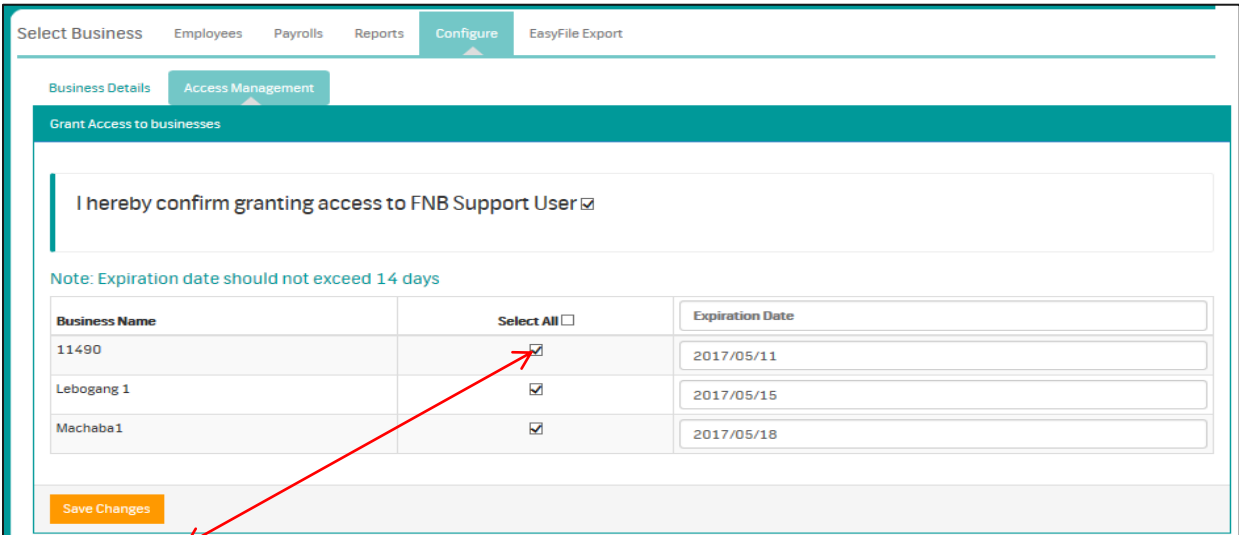 Select Business Employees Payrolls Reports Configure EasyFile Export
Business Details Access Management
Grant Access to businesses
I hereby confirm granting access to FNB Support User
Note: Expiration date should not exceed 14 days
Business Name Select All Expiration Date
11490 2017/05/11
Lebogang 1 2017/05/15
Machaba1 2017/05/18
Save Changes